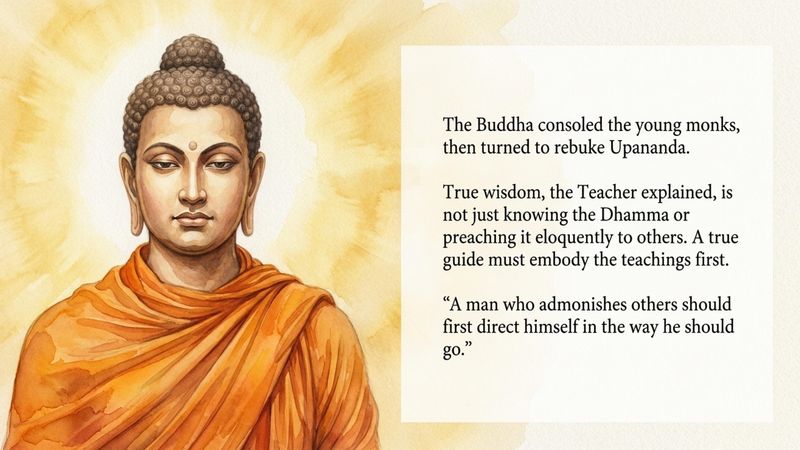 The Buddha consoled the young monks,
then turned to rebuke Upananda.
True wisdom, the Teacher explained, is
not just knowing the Dhamma or
preaching it eloquently to others. A true
guide must embody the teachings first.
“A man who admonishes others should
first direct himself in the way he should
go.”